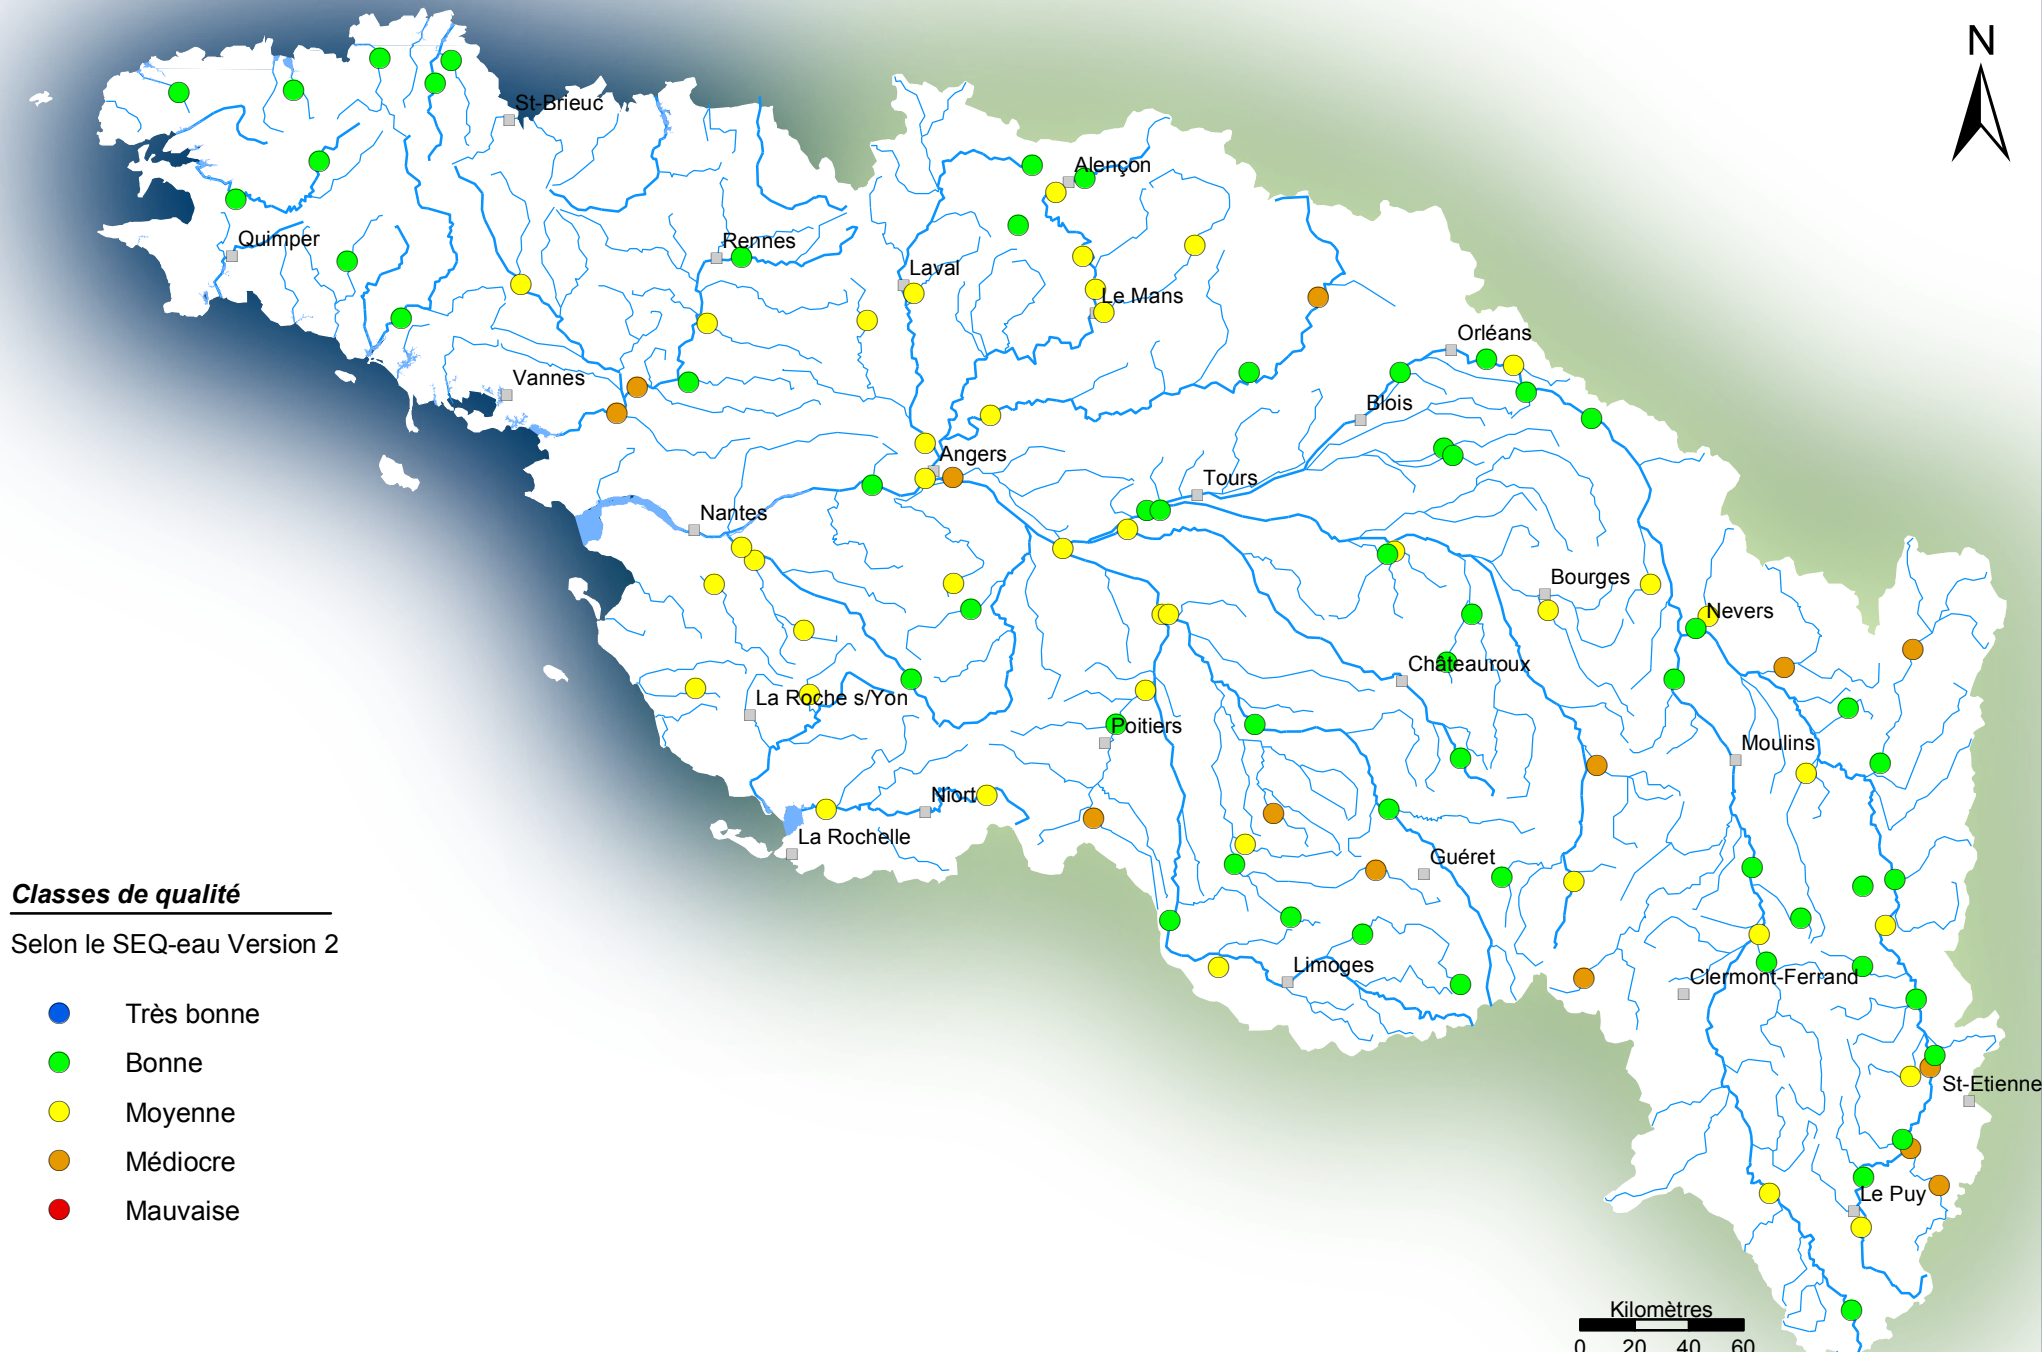 N
St-Brieuc
Alençon
Quimper
Rennes
Laval
Le Mans
Orléans
Vannes
Blois
Angers
Tours
Nantes
Bourges
Nevers
Châteauroux
La Roche s/Yon
Poitiers
Moulins
Niort
La Rochelle
Guéret
Limoges
Clermont-Ferrand
St-Etienne
Le Puy
Classes de qualité
Selon le SEQ-eau Version 2
Très bonne
Bonne
Moyenne
Médiocre
Mauvaise
Kilomètres
0 20 40 60